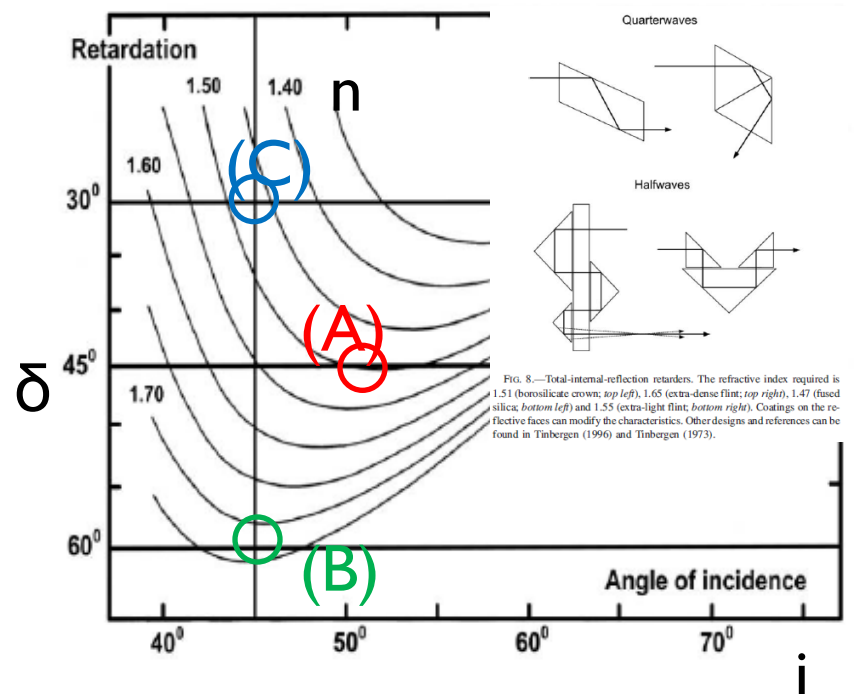 Retardation
1.50
1.40
n
Quarterwaves
(C)
1.60
30⁰
Halfwaves
(A)
δ
45⁰
1.70
FIG. 8.—Total-internal-reflection retarders. The refractive index required is
1.51 (borosilicate crown; top left), 1.65 (extra-dense flint; top right), 1.47 (fused
silica; bottom left) and 1.55 (extra-light flint; bottom right). Coatings on the re-
flective faces can modify the characteristics. Other designs and references can be
found in Tinbergen (1996) and Tinbergen (1973).
60⁰
(B)
Angle of incidence
40⁰
50⁰
60⁰
70⁰
i